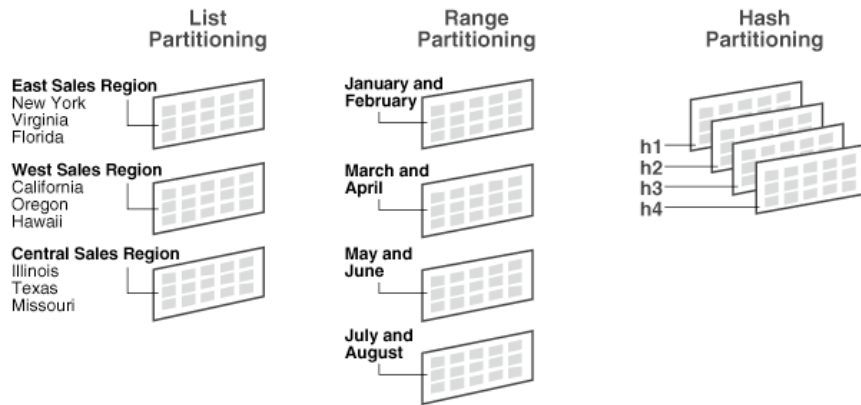 List
Partitioning
East Sales Region
New York
Virginia
Florida
West Sales Region
California
Oregon
Hawaii
Central Sales Region
Illinois
Texas
Missouri
Range
Partitioning
January and
February
March and
April
May and
June
July and
August
Hash
Partitioning
h1
h2
h3
h4